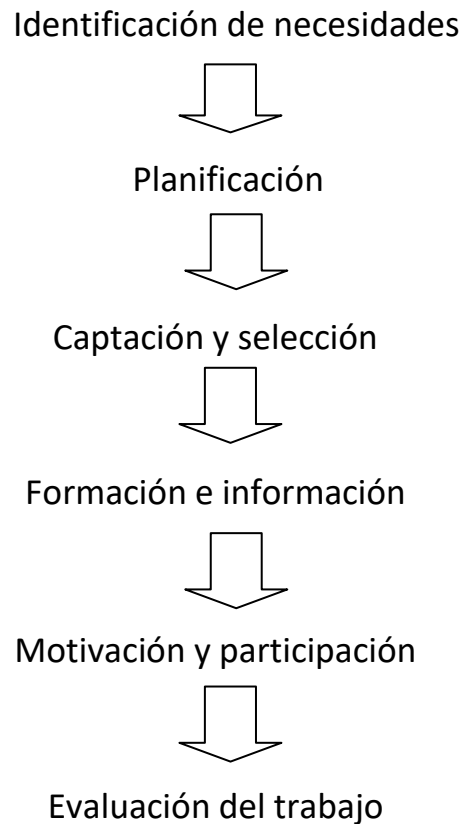 Identificación de necesidades
Planificación
Captación y selección
Formación e información
Motivación y participación
Evaluación del trabajo